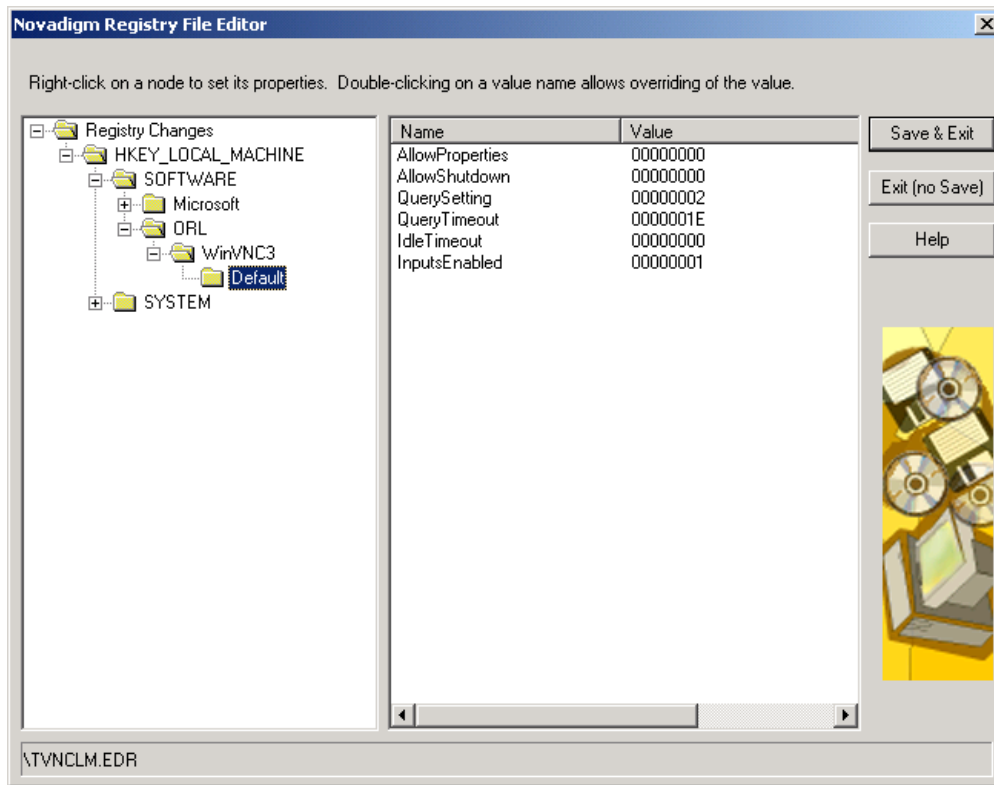 Novadigm Registry File Editor
Right-click on a node to set its properties. Double-clicking on a value name allows overriding of the value.
Registry Changes
HKEY_LOCAL_MACHINE
SOFTWARE
Microsoft
ORL
WinVNC3
Default
SYSTEM
Name Value
AllowProperties 00000000
AllowShutdown 00000000
QuerySetting 00000002
QueryTimeout 0000001E
IdleTimeout 00000000
InputsEnabled 00000001
Save & Exit
Exit (no Save)
Help
\TVNCLM.EDR